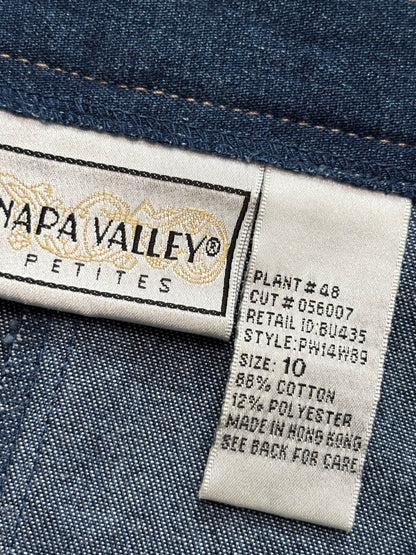 NAPA VALLEY®
PETITES
PLANT # 48
CUT # 056007
RETAIL ID:BU435
STYLE:PW14W89
SIZE: 10
88% COTTON
12% POLYESTER
MADE IN HONG KONG
SEE BACK FOR CARE